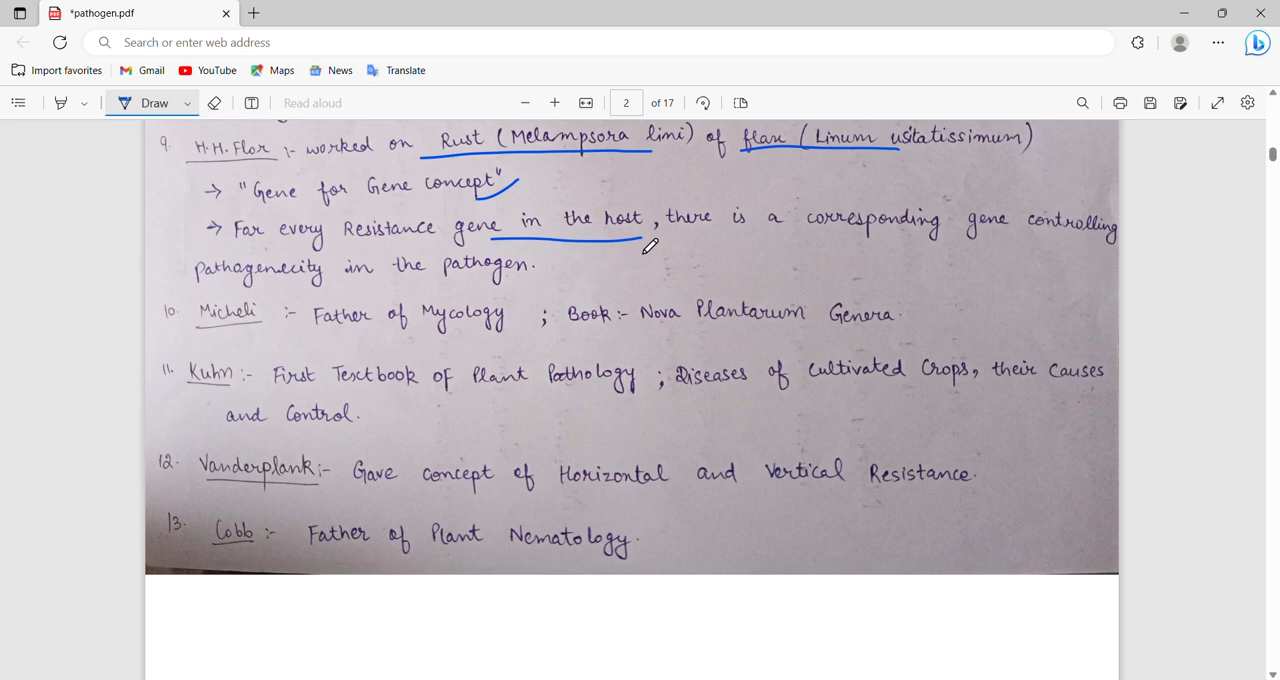 *pathogen.pdf
Search or enter web address
Import favorites Gmail YouTube Maps News Translate
Draw Read aloud 2 of 17
9. H.H. Flor :- worked on Rust (Melampsora limi) of flax (Linum usitatissimum)
→ "Gene for Gene concept"
→ For every Resistance gene in the host, there is a corresponding gene controlling
pathogenecity in the pathogen.
10. Micheli :- Father of Mycology ; Book :- Nova Plantarum Genera.
11. Kuhn :- First Textbook of Plant Pathology ; Diseases of Cultivated Crops, their Causes
and Control.
12. Vanderplank :- Gave concept of Horizontal and Vertical Resistance.
13. Cobb :- Father of Plant Nematology.